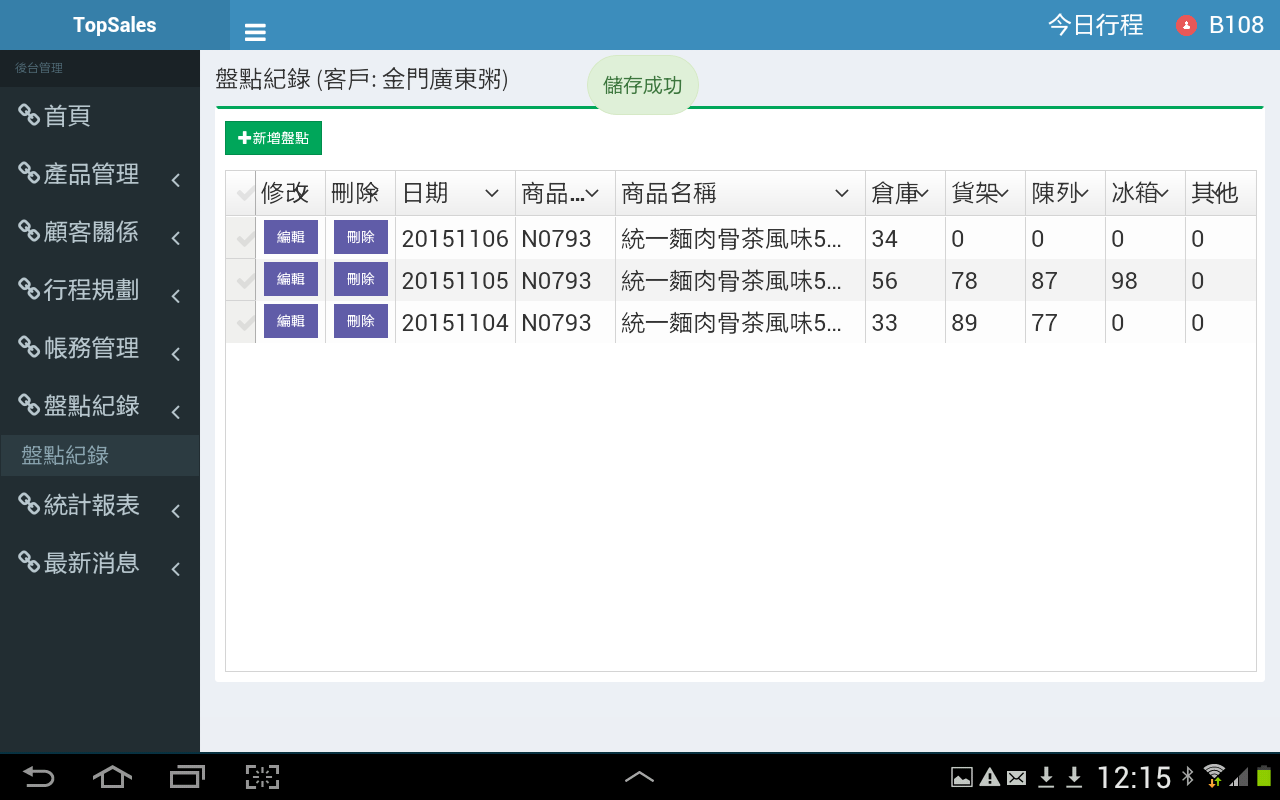 TopSales
今日行程 B108
後台管理
首頁
產品管理
顧客關係
行程規劃
帳務管理
盤點紀錄
盤點紀錄
統計報表
最新消息
盤點紀錄 (客戶: 金門廣東粥)
儲存成功
新增盤點
修改 刪除 日期 商品... 商品名稱 倉庫 貨架 陳列 冰箱 其他
編輯 刪除 20151106 N0793 統一麵肉骨茶風味5... 34 0 0 0 0
編輯 刪除 20151105 N0793 統一麵肉骨茶風味5... 56 78 87 98 0
編輯 刪除 20151104 N0793 統一麵肉骨茶風味5... 33 89 77 0 0
12:15